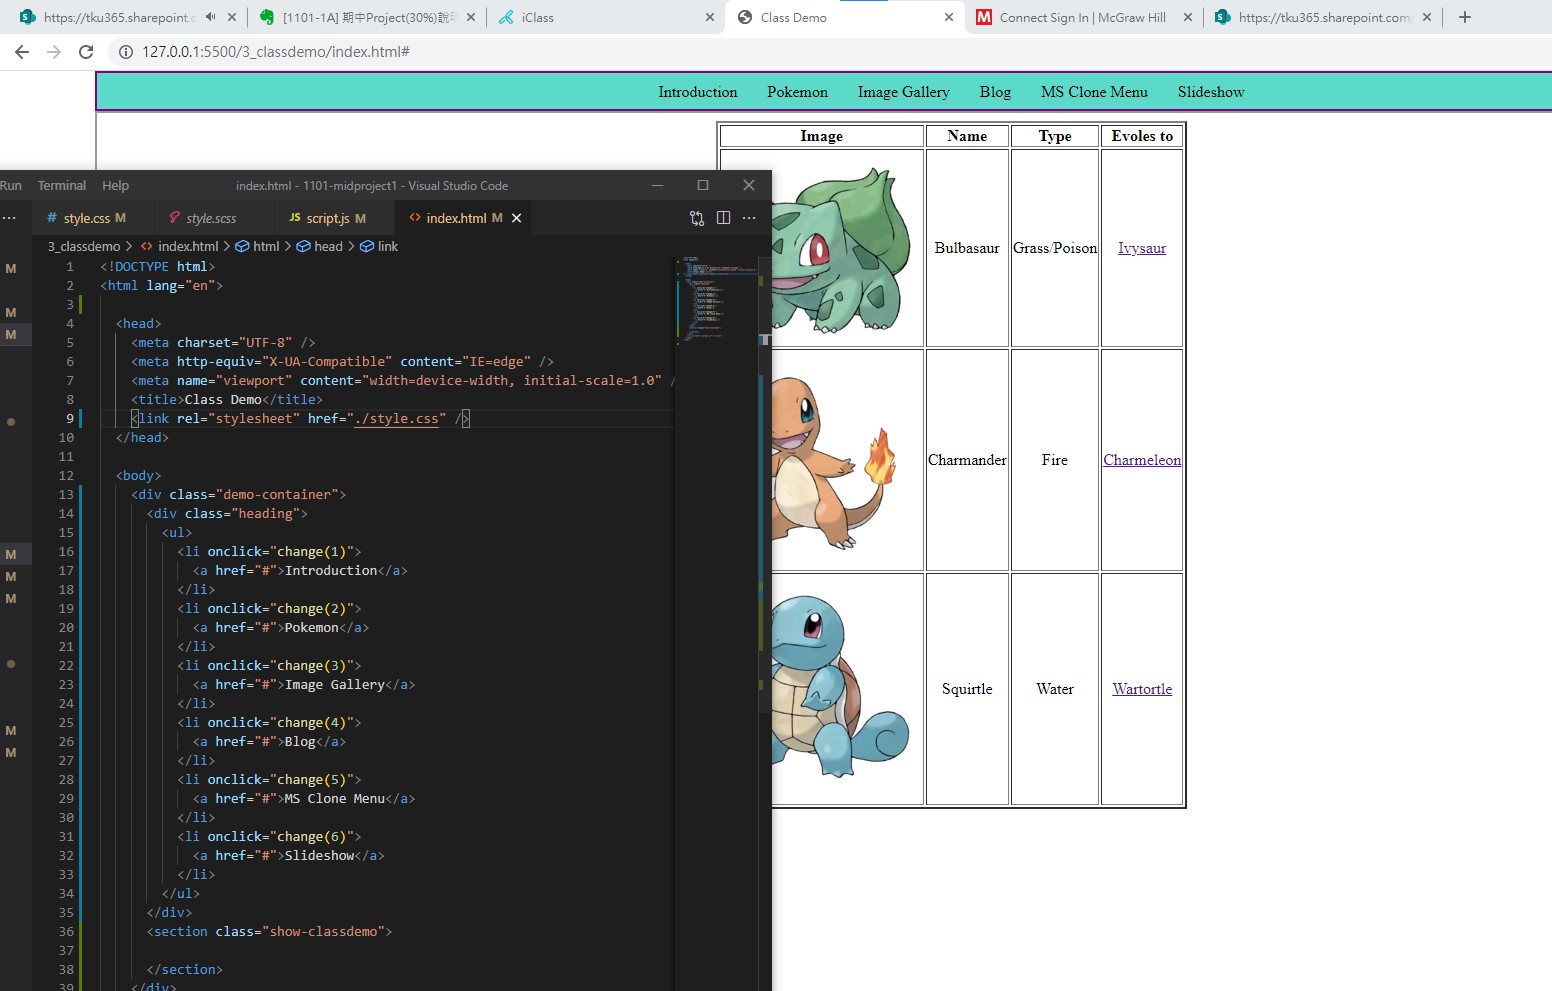 https://tku365.sharepoint.c
[1101-1A] 期中Project(30%)說明
iClass
Class Demo
Connect Sign In | McGraw Hill
https://tku365.sharepoint.com/
127.0.0.1:5500/3_classdemo/index.html#
Introduction Pokemon Image Gallery Blog MS Clone Menu Slideshow
Image Name Type Evoles to
Bulbasaur Grass/Poison Ivysaur
Charmander Fire Charmeleon
Squirtle Water Wartortle
Run Terminal Help index.html - 1101-midproject1 - Visual Studio Code
# style.css M style.scss JS script.js M <> index.html M
3_classdemo > <> index.html > html > head > link
1 <!DOCTYPE html>
2 <html lang="en">
3
4 <head>
5 <meta charset="UTF-8" />
6 <meta http-equiv="X-UA-Compatible" content="IE=edge" />
7 <meta name="viewport" content="width=device-width, initial-scale=1.0" /
8 <title>Class Demo</title>
9 <link rel="stylesheet" href="./style.css" />
10 </head>
11
12 <body>
13 <div class="demo-container">
14 <div class="heading">
15 <ul>
16 <li onclick="change(1)">
17 <a href="#">Introduction</a>
18 </li>
19 <li onclick="change(2)">
20 <a href="#">Pokemon</a>
21 </li>
22 <li onclick="change(3)">
23 <a href="#">Image Gallery</a>
24 </li>
25 <li onclick="change(4)">
26 <a href="#">Blog</a>
27 </li>
28 <li onclick="change(5)">
29 <a href="#">MS Clone Menu</a>
30 </li>
31 <li onclick="change(6)">
32 <a href="#">Slideshow</a>
33 </li>
34 </ul>
35 </div>
36 <section class="show-classdemo">
37
38 </section>
39 </div>
M
M
M
M
M
M
M
M